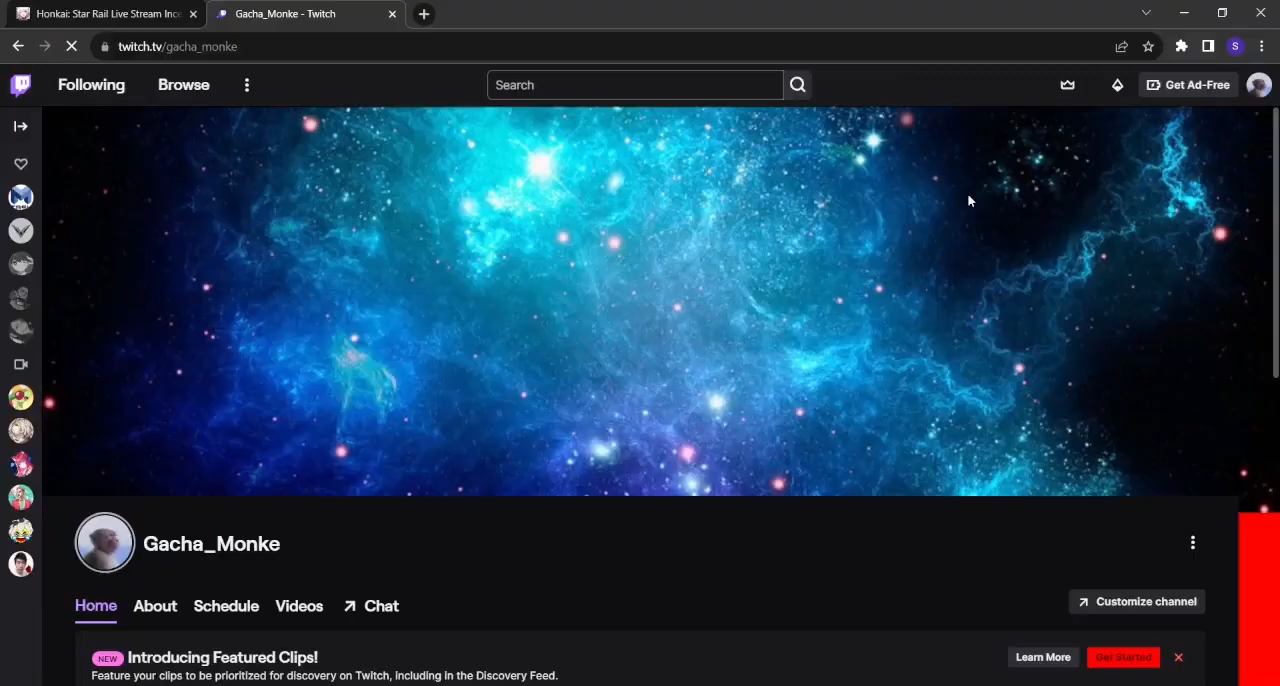 Honkai: Star Rail Live Stream Ince
Gacha_Monke - Twitch
twitch.tv/gacha_monke
S
Following
Browse
Search
Get Ad-Free
Gacha_Monke
Home
About
Schedule
Videos
Chat
Customize channel
NEW Introducing Featured Clips!
Feature your clips to be prioritized for discovery on Twitch, including in the Discovery Feed.
Learn More
Get Started